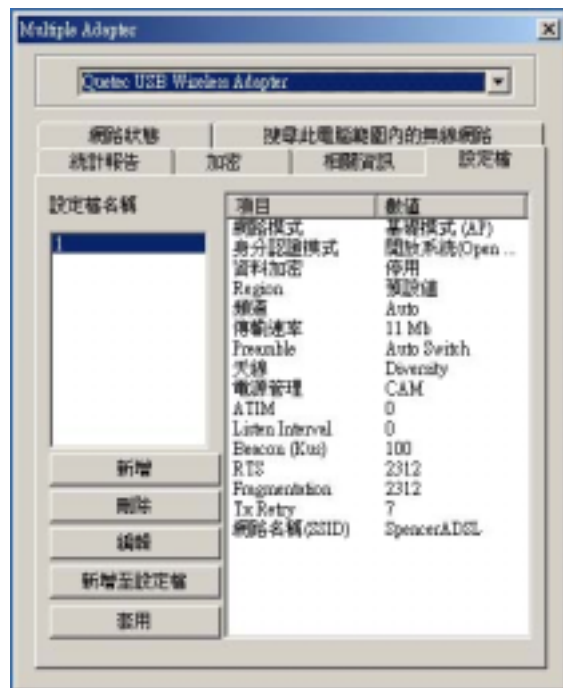 Multiple Adapter
Quetec USB Wireless Adapter
網路狀態
搜尋此電腦範圍內的無線網路
統計報告
加密
相關資訊
設定檔
設定檔名稱
1
項目 數值
網路模式 基礎模式 (AP)
身分認證模式 開放系統(Open ...
資料加密 停用
Region 預設值
頻道 Auto
傳輸速率 11 Mb
Preamble Auto Switch
天線 Diversity
電源管理 CAM
ATIM 0
Listen Interval 0
Beacon (Kus) 100
RTS 2312
Fragmentation 2312
Tx Retry 7
網路名稱(SSID) SpencerADSL
新增
刪除
編輯
新增至設定檔
套用